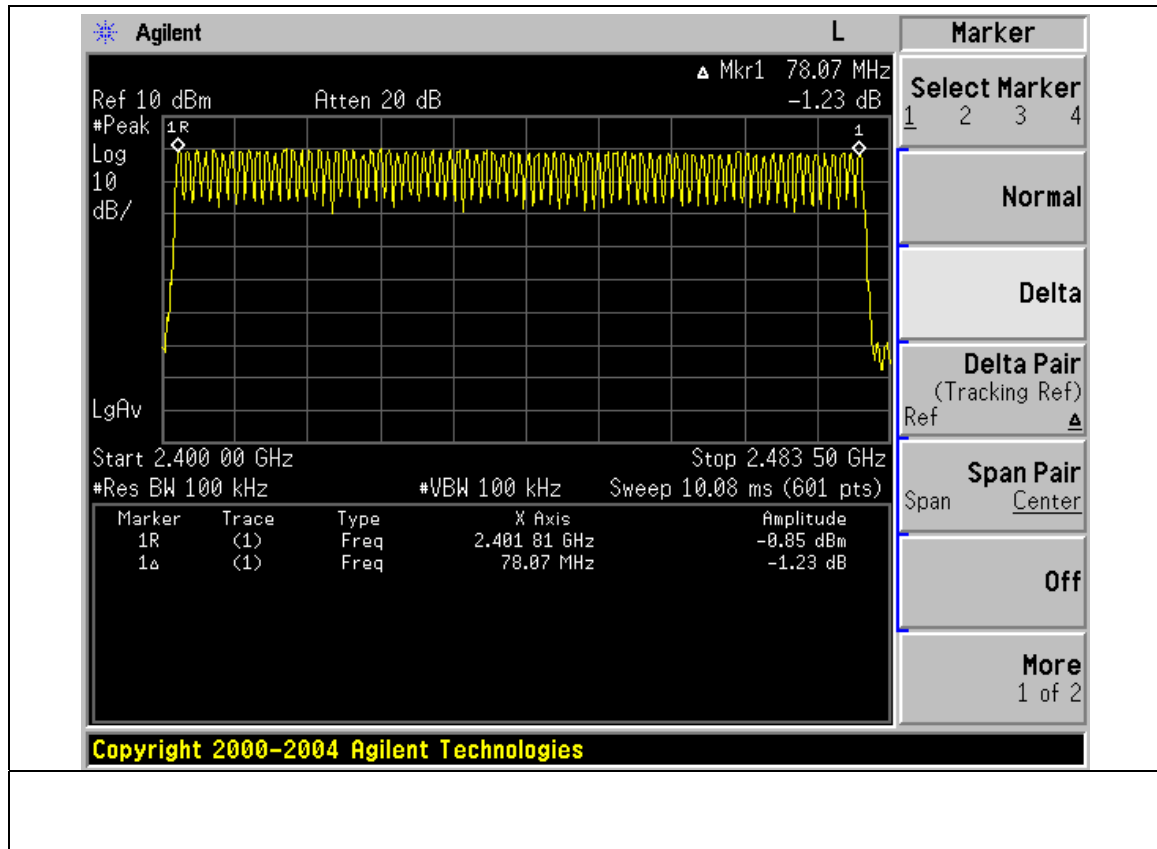 Agilent L
Δ Mkr1 78.07 MHz
Ref 10 dBm Atten 20 dB -1.23 dB
#Peak
Log
10
dB/
1R
1
LgAv
Start 2.400 00 GHz Stop 2.483 50 GHz
#Res BW 100 kHz #VBW 100 kHz Sweep 10.08 ms (601 pts)
Marker Trace Type X Axis Amplitude
1R (1) Freq 2.401 81 GHz -0.85 dBm
1Δ (1) Freq 78.07 MHz -1.23 dB
Copyright 2000-2004 Agilent Technologies
Marker
Select Marker
1 2 3 4
Normal
Delta
Delta Pair
(Tracking Ref)
Ref Δ
Span Pair
Span Center
Off
More
1 of 2